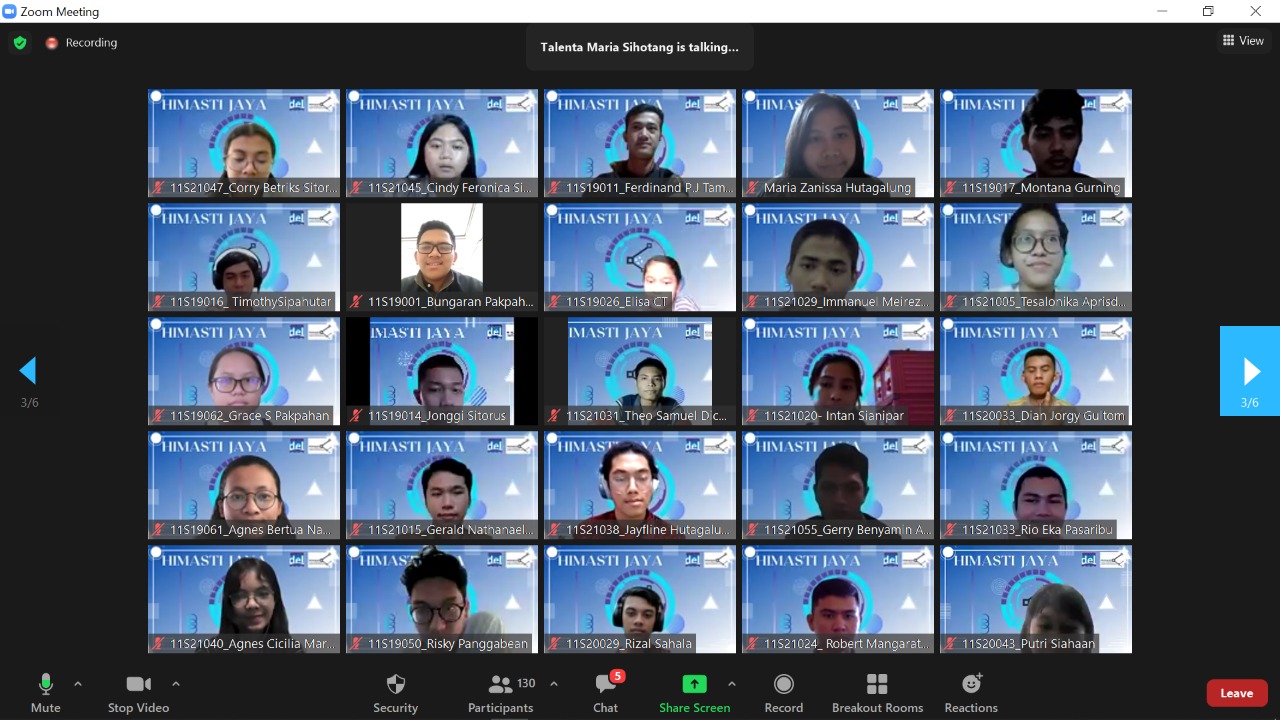 Zoom Meeting
Recording
Talenta Maria Sihotang is talking...
View
HIMASTI JAYA del
HIMASTI JAYA del
HIMASTI JAYA del
HIMASTI JAYA del
HIMASTI JAYA del
11S21047_Corry Betriks Sitor...
11S21045_Cindy Feronica Si...
11S19011_Ferdinand P.J Tam...
Maria Zanissa Hutagalung
11S19017_Montana Gurning
HIMASTI JAYA del
HIMASTI JAYA del
HIMASTI JAYA del
HIMAST del
11S19016_ TimothySipahutar
11S19001_Bungaran Pakpah...
11S19026_Elisa CT
11S21029_Immanuel Meirez...
11S21005_Tesalonika Aprisd...
HIMASTI JAYA del
IMASTI JAYA del
IMASTI JAYA del
HIMASTI JAYA del
HIMASTI JAYA del
11S19062_Grace S Pakpahan
11S19014_Jonggi Sitorus
11S21031_Theo Samuel D c...
11S21020- Intan Sianipar
11S20033_Dian Jorgy Gultom
3/6
3/6
HIMASTI JAYA del
HIMASTI JAYA del
HIMASTI JAYA del
HIMASTI JAYA del
HIMASTI JAYA del
11S19061_Agnes Bertua Na...
11S21015_Gerald Nathanael...
11S21038_Jayfline Hutagalu...
11S21055_Gerry Benyamin A...
11S21033_Rio Eka Pasaribu
HIMASTI JAYA del
HIMASTI JAYA del
HIMASTI JAYA del
HIMASTI JAYA del
HIMASTI JAYA del
11S21040_Agnes Cicilia Mar...
11S19050_Risky Panggabean
11S20029_Rizal Sahala
11S21024_ Robert Mangarat...
11S20043_Putri Siahaan
130
5
Mute
Stop Video
Security
Participants
Chat
Share Screen
Record
Breakout Rooms
Reactions
Leave